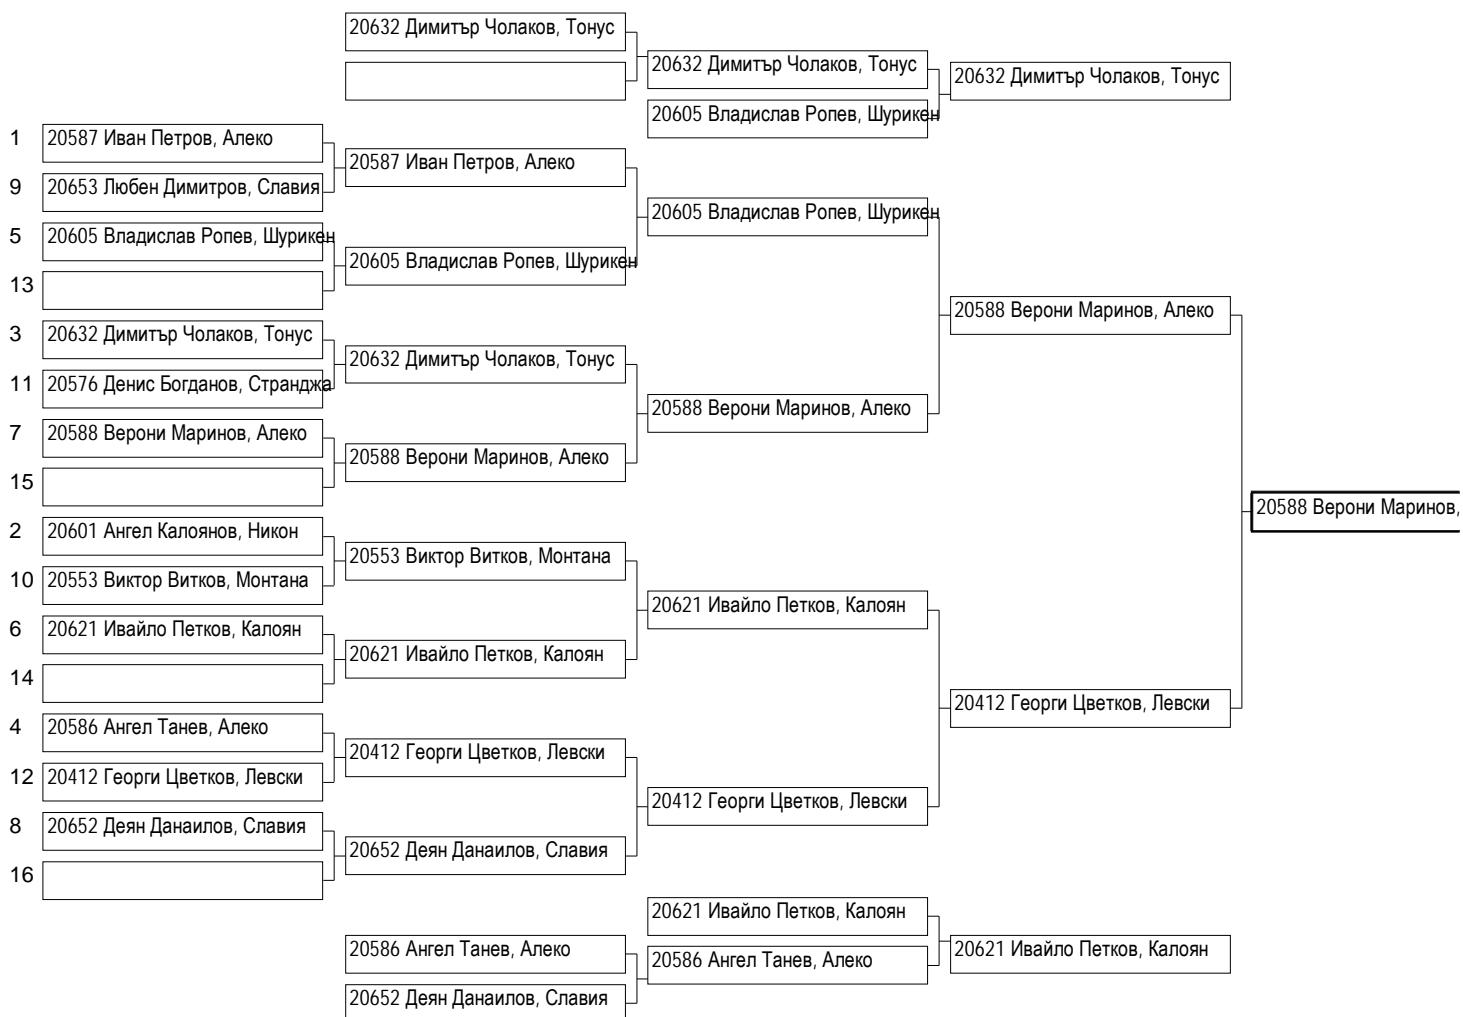 20632 Димитър Чолаков, Тонус
20632 Димитър Чолаков, Тонус
20632 Димитър Чолаков, Тонус
20605 Владислав Ропев, Шурикен
1 20587 Иван Петров, Алеко
20587 Иван Петров, Алеко
9 20653 Любен Димитров, Славия
20605 Владислав Ропев, Шурикен
5 20605 Владислав Ропев, Шурикен
20605 Владислав Ропев, Шурикен
13
20588 Верони Маринов, Алеко
3 20632 Димитър Чолаков, Тонус
20632 Димитър Чолаков, Тонус
11 20576 Денис Богданов, Странджа
20588 Верони Маринов, Алеко
7 20588 Верони Маринов, Алеко
20588 Верони Маринов, Алеко
15
20588 Верони Маринов,
2 20601 Ангел Калоянов, Никон
20553 Виктор Витков, Монтана
10 20553 Виктор Витков, Монтана
20621 Ивайло Петков, Калоян
6 20621 Ивайло Петков, Калоян
20621 Ивайло Петков, Калоян
14
20412 Георги Цветков, Левски
4 20586 Ангел Танев, Алеко
20412 Георги Цветков, Левски
12 20412 Георги Цветков, Левски
20412 Георги Цветков, Левски
8 20652 Деян Данаилов, Славия
20652 Деян Данаилов, Славия
16
20621 Ивайло Петков, Калоян
20586 Ангел Танев, Алеко
20586 Ангел Танев, Алеко
20621 Ивайло Петков, Калоян
20652 Деян Данаилов, Славия